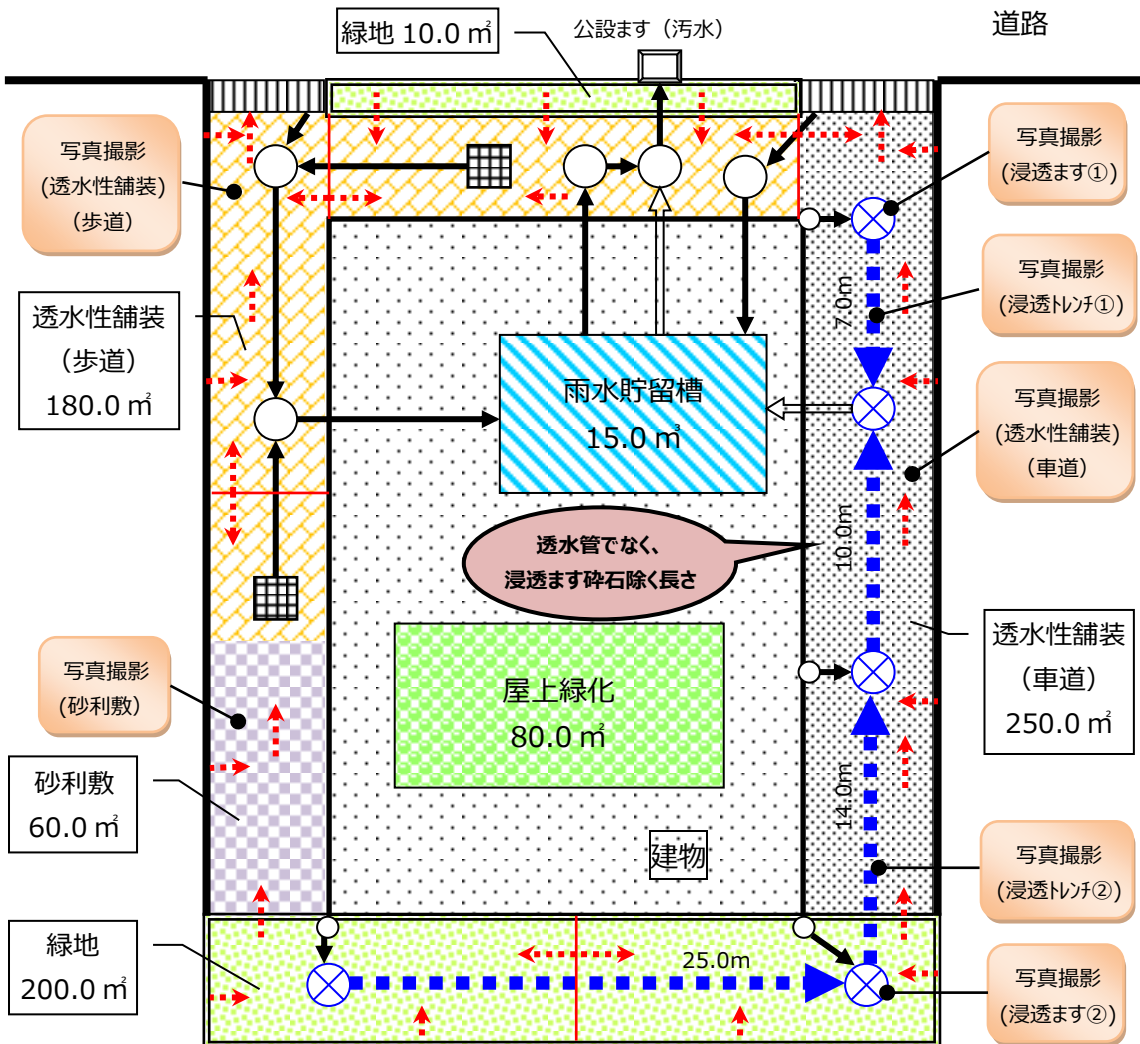 道路
公設ます（汚水）
緑地 10.0 ㎡
写真撮影
(透水性舗装)
(歩道)
写真撮影
(浸透ます①)
写真撮影
(浸透ﾄﾚﾝﾁ①)
7.0m
透水性舗装
（歩道）
180.0 ㎡
雨水貯留槽
15.0 ㎥
写真撮影
(透水性舗装)
(車道)
10.0m
透水管でなく、
浸透ます砕石除く長さ
透水性舗装
（車道）
250.0 ㎡
写真撮影
(砂利敷)
屋上緑化
80.0 ㎡
砂利敷
60.0 ㎡
14.0m
建物
写真撮影
(浸透ﾄﾚﾝﾁ②)
緑地
200.0 ㎡
25.0m
写真撮影
(浸透ます②)